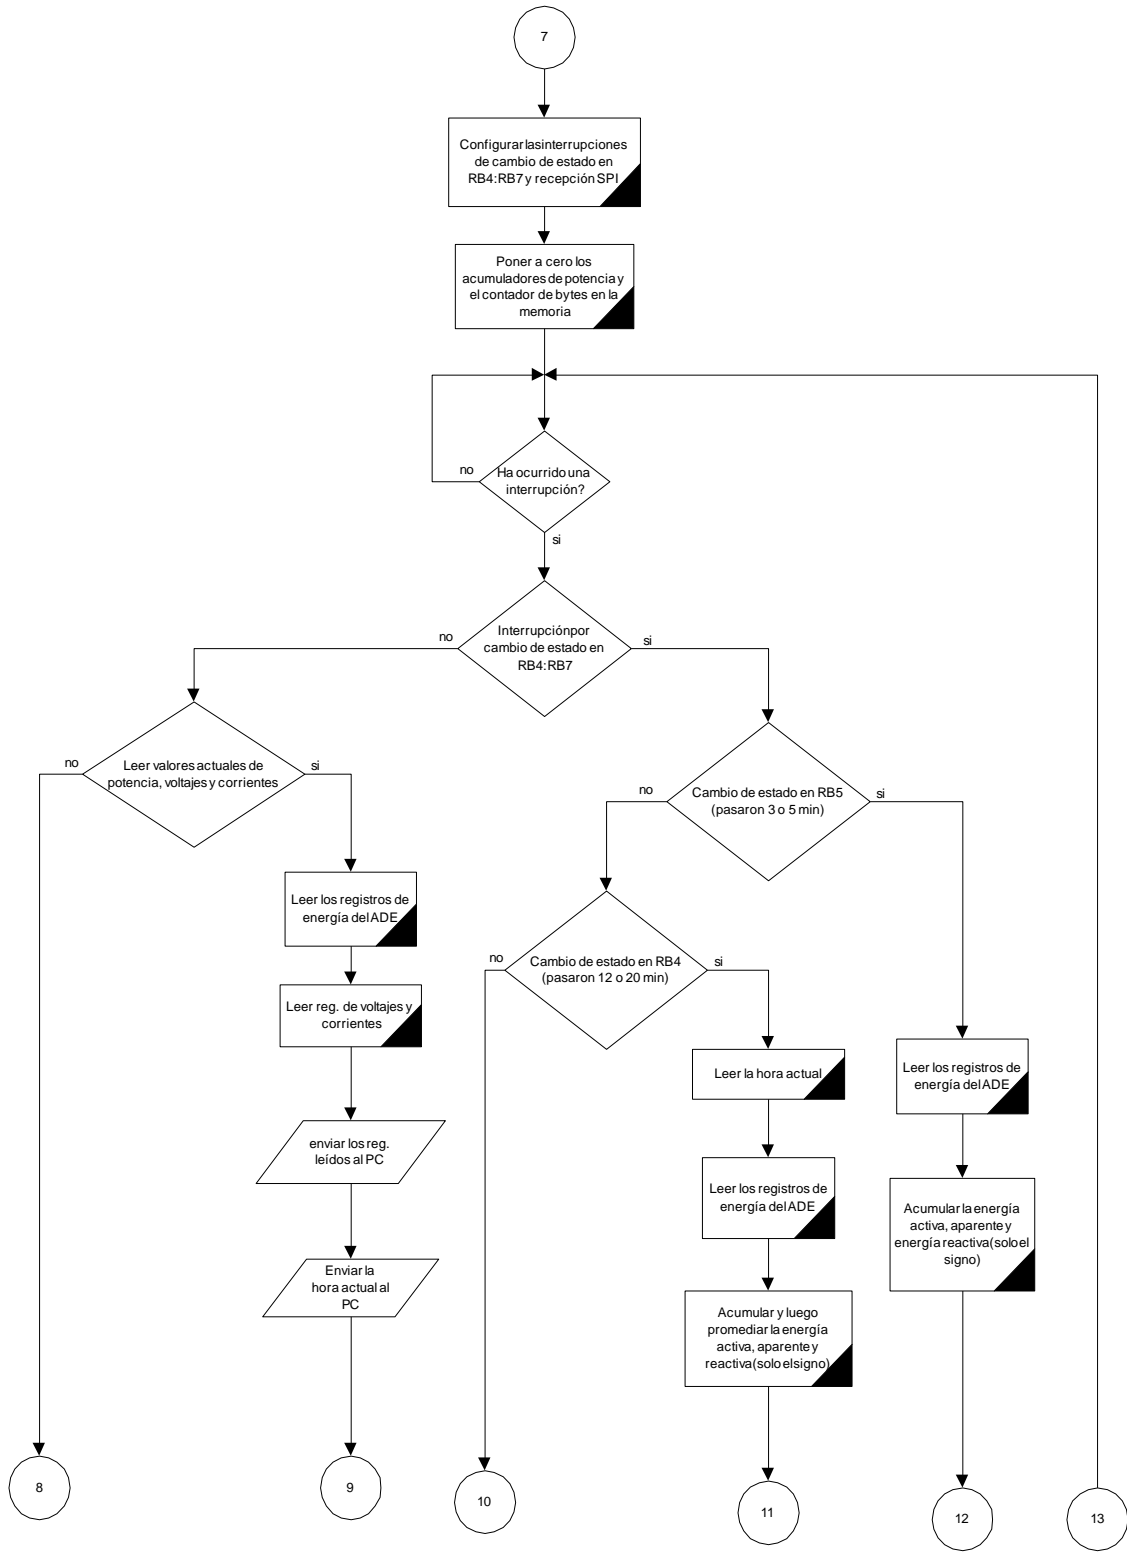 7
Configurar las interrupciones
de cambio de estado en
RB4:RB7 y recepción SPI
Poner a cero los
acumuladores de potencia y
el contador de bytes en la
memoria
no
Ha ocurrido una
interrupción?
si
no
Interrupción por
cambio de estado en
RB4:RB7
si
no
Leer valores actuales de
potencia, voltajes y corrientes
si
no
Cambio de estado en RB5
(pasaron 3 o 5 min)
si
Leer los registros de
energía del ADE
no
Cambio de estado en RB4
(pasaron 12 o 20 min)
si
Leer reg. de voltajes y
corrientes
Leer la hora actual
Leer los registros de
energía del ADE
enviar los reg.
leídos al PC
Leer los registros de
energía del ADE
Acumular la energía
activa, aparente y
energía reactiva(solo el
signo)
Enviar la
hora actual al
PC
Acumular y luego
promediar la energía
activa, aparente y
reactiva(solo el signo)
8
9
10
11
12
13